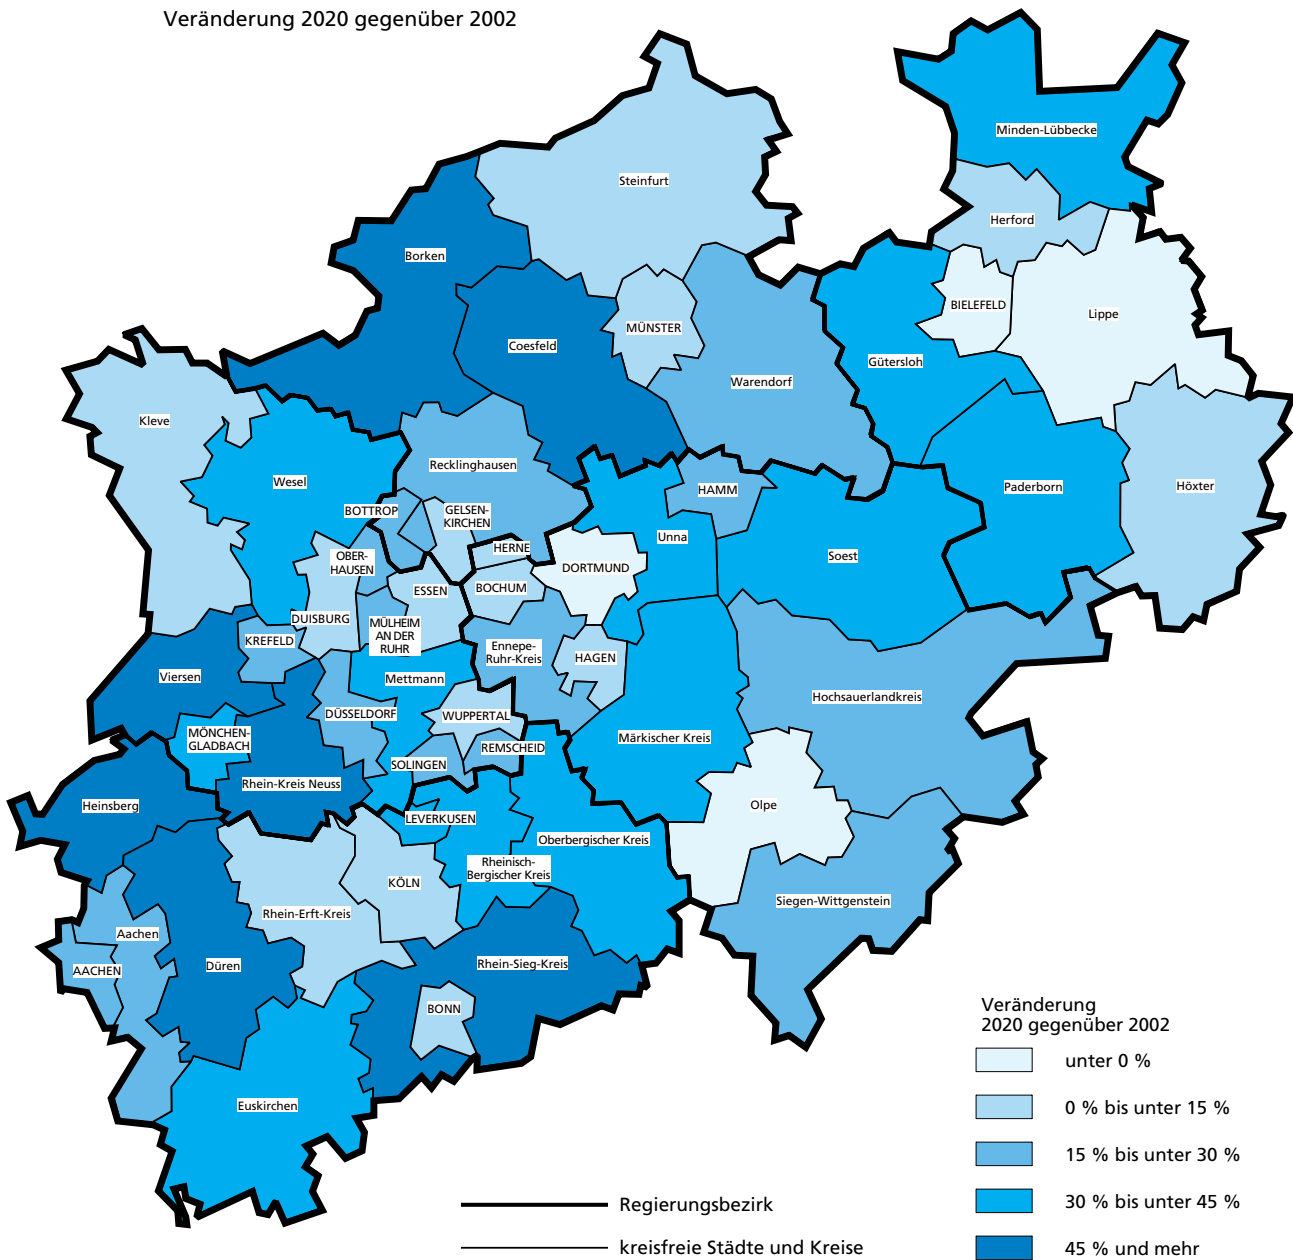 Veränderung 2020 gegenüber 2002
Minden-Lübbecke
Steinfurt
Herford
Borken
BIELEFELD
Lippe
MÜNSTER
Coesfeld
Gütersloh
Warendorf
Kleve
Recklinghausen
Wesel
HAMM
Paderborn
Höxter
BOTTROP
GELSEN-
KIRCHEN
Unna
HERNE
Soest
OBER-
HAUSEN
DORTMUND
ESSEN
BOCHUM
DUISBURG
MÜLHEIM
AN DER
RUHR
KREFELD
Ennepe-
Ruhr-Kreis
HAGEN
Viersen
Mettmann
Hochsauerlandkreis
DÜSSELDORF
WUPPERTAL
MÖNCHEN-
GLADBACH
Märkischer Kreis
REMSCHEID
SOLINGEN
Rhein-Kreis Neuss
Heinsberg
Olpe
LEVERKUSEN
Oberbergischer Kreis
Rheinisch-
Bergischer Kreis
KÖLN
Siegen-Wittgenstein
Rhein-Erft-Kreis
Aachen
AACHEN
Düren
Rhein-Sieg-Kreis
BONN
Euskirchen
Veränderung
2020 gegenüber 2002
unter 0 %
0 % bis unter 15 %
15 % bis unter 30 %
30 % bis unter 45 %
45 % und mehr
Regierungsbezirk
kreisfreie Städte und Kreise